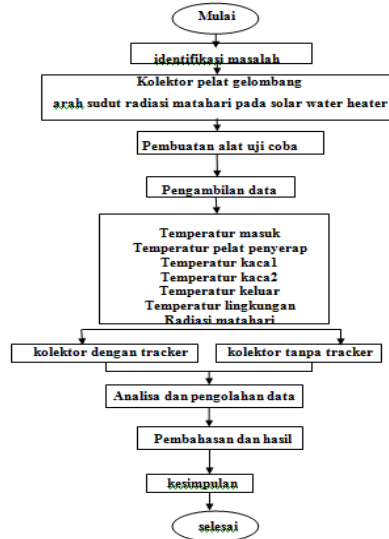 Mulai
identifikasi masalah
Kolektor pelat gelombang
arah sudut radiasi matahari pada solar water heater
Pembuatan alat uji coba
Pengambilan data
Temperatur masuk
Temperatur pelat penyerap
Temperatur kaca1
Temperatur kaca2
Temperatur keluar
Temperatur lingkungan
Radiasi matahari
kolektor dengan tracker
kolektor tanpa tracker
Analisa dan pengolahan data
Pembahasan dan hasil
kesimpulan
selesai